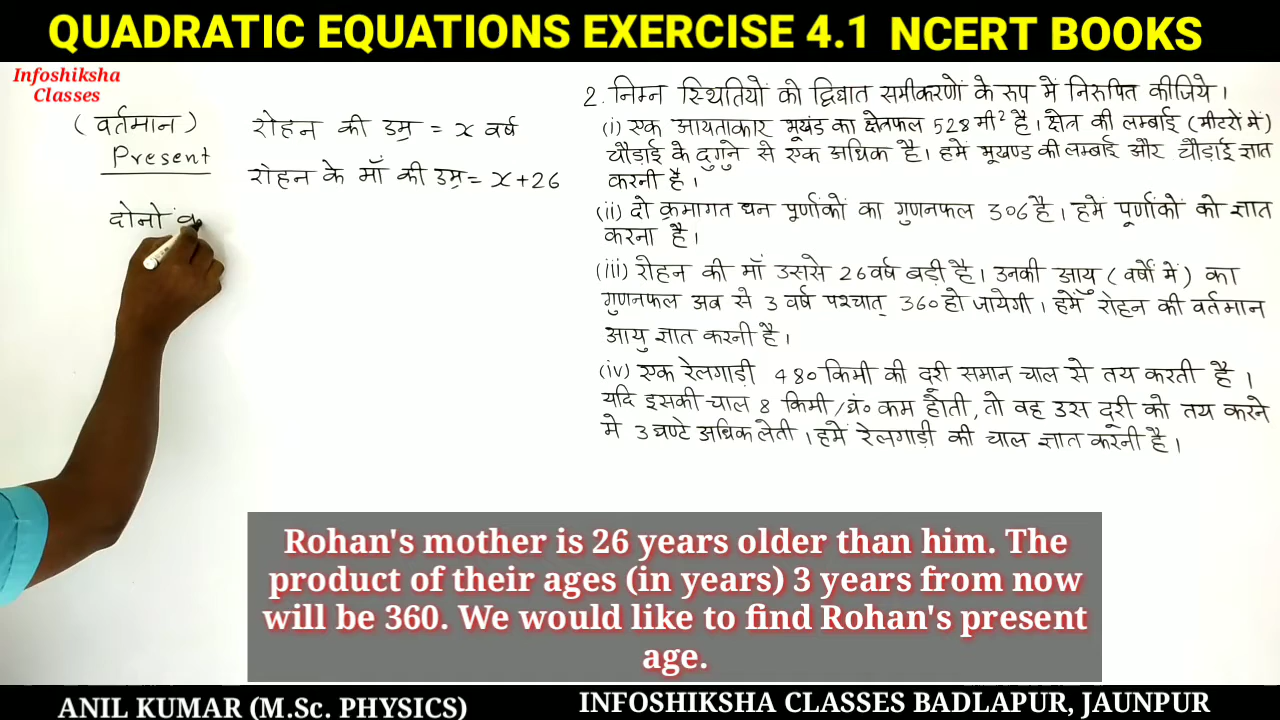 QUADRATIC EQUATIONS EXERCISE 4.1 NCERT BOOKS
Infoshiksha
Classes
(वर्तमान)
Present
रोहन की उम्र = x वर्ष
रोहन के माँ की उम्र = x+26
दोनो
2. निम्न स्थितियों को द्विघात समीकरणों के रूप में निरुपित कीजिये।
(i) एक आयताकार भूखंड का क्षेत्रफल 528 मी² है। क्षेत्र की लम्बाई (मीटरों में)
चौड़ाई के दुगुने से एक अधिक है। हमें भूखण्ड की लम्बाई और चौड़ाई ज्ञात
करनी है।
(ii) दो क्रमागत धन पूर्णांकों का गुणनफल 306 है। हमें पूर्णांकों को ज्ञात
करना है।
(iii) रोहन की माँ उससे 26 वर्ष बड़ी है। उनकी आयु (वर्षों में) का
गुणनफल अब से 3 वर्ष पश्चात् 360 हो जायेगी। हमें रोहन की वर्तमान
आयु ज्ञात करनी है।
(iv) एक रेलगाड़ी 480 किमी की दूरी समान चाल से तय करती है।
यदि इसकी चाल 8 किमी/घं० कम होती, तो वह उस दूरी को तय करने
मे 3 घण्टे अधिक लेती। हमें रेलगाड़ी की चाल ज्ञात करनी है।
Rohan's mother is 26 years older than him. The
product of their ages (in years) 3 years from now
will be 360. We would like to find Rohan's present
age.
ANIL KUMAR (M.Sc. PHYSICS)
INFOSHIKSHA CLASSES BADLAPUR, JAUNPUR